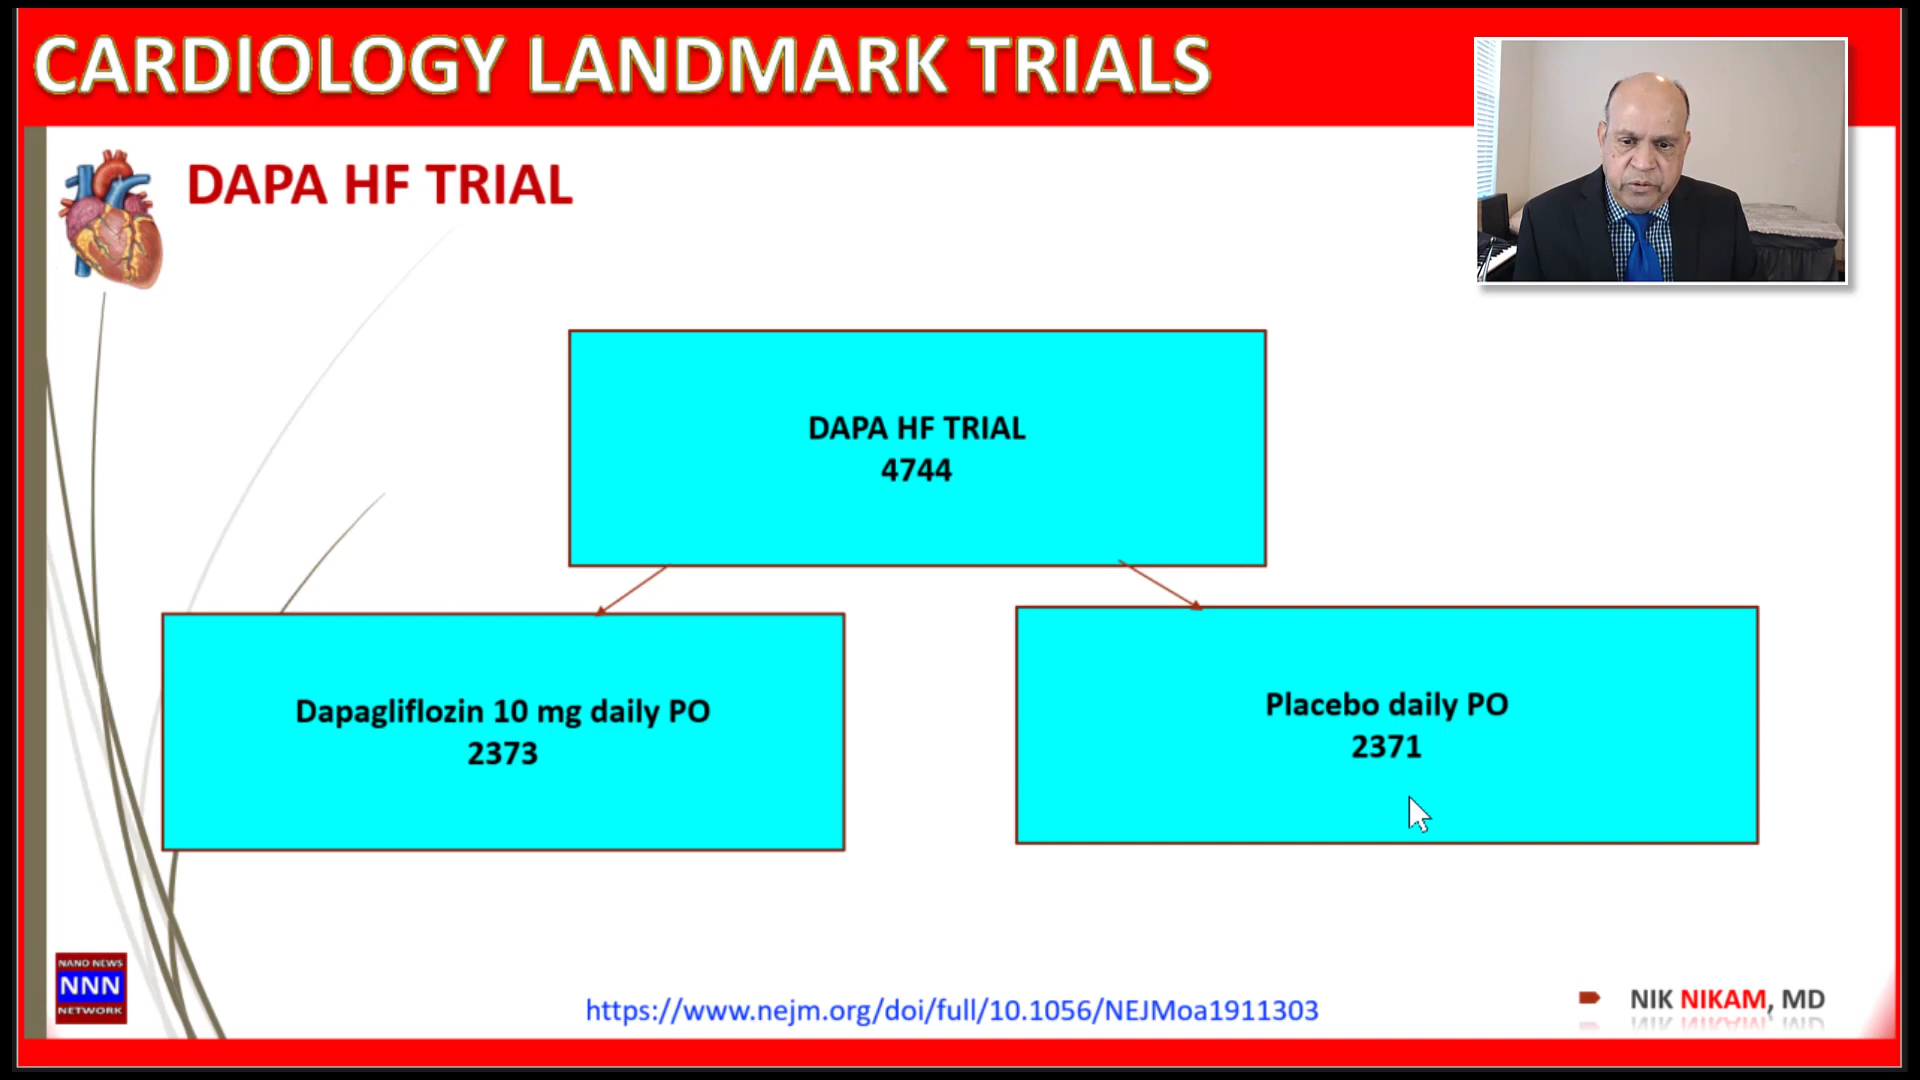 CARDIOLOGY LANDMARK TRIALS
DAPA HF TRIAL
DAPA HF TRIAL
4744
Dapagliflozin 10 mg daily PO
2373
Placebo daily PO
2371
NANO NEWS
NNN
NETWORK
https://www.nejm.org/doi/full/10.1056/NEJMoa1911303
NIK NIKAM, MD